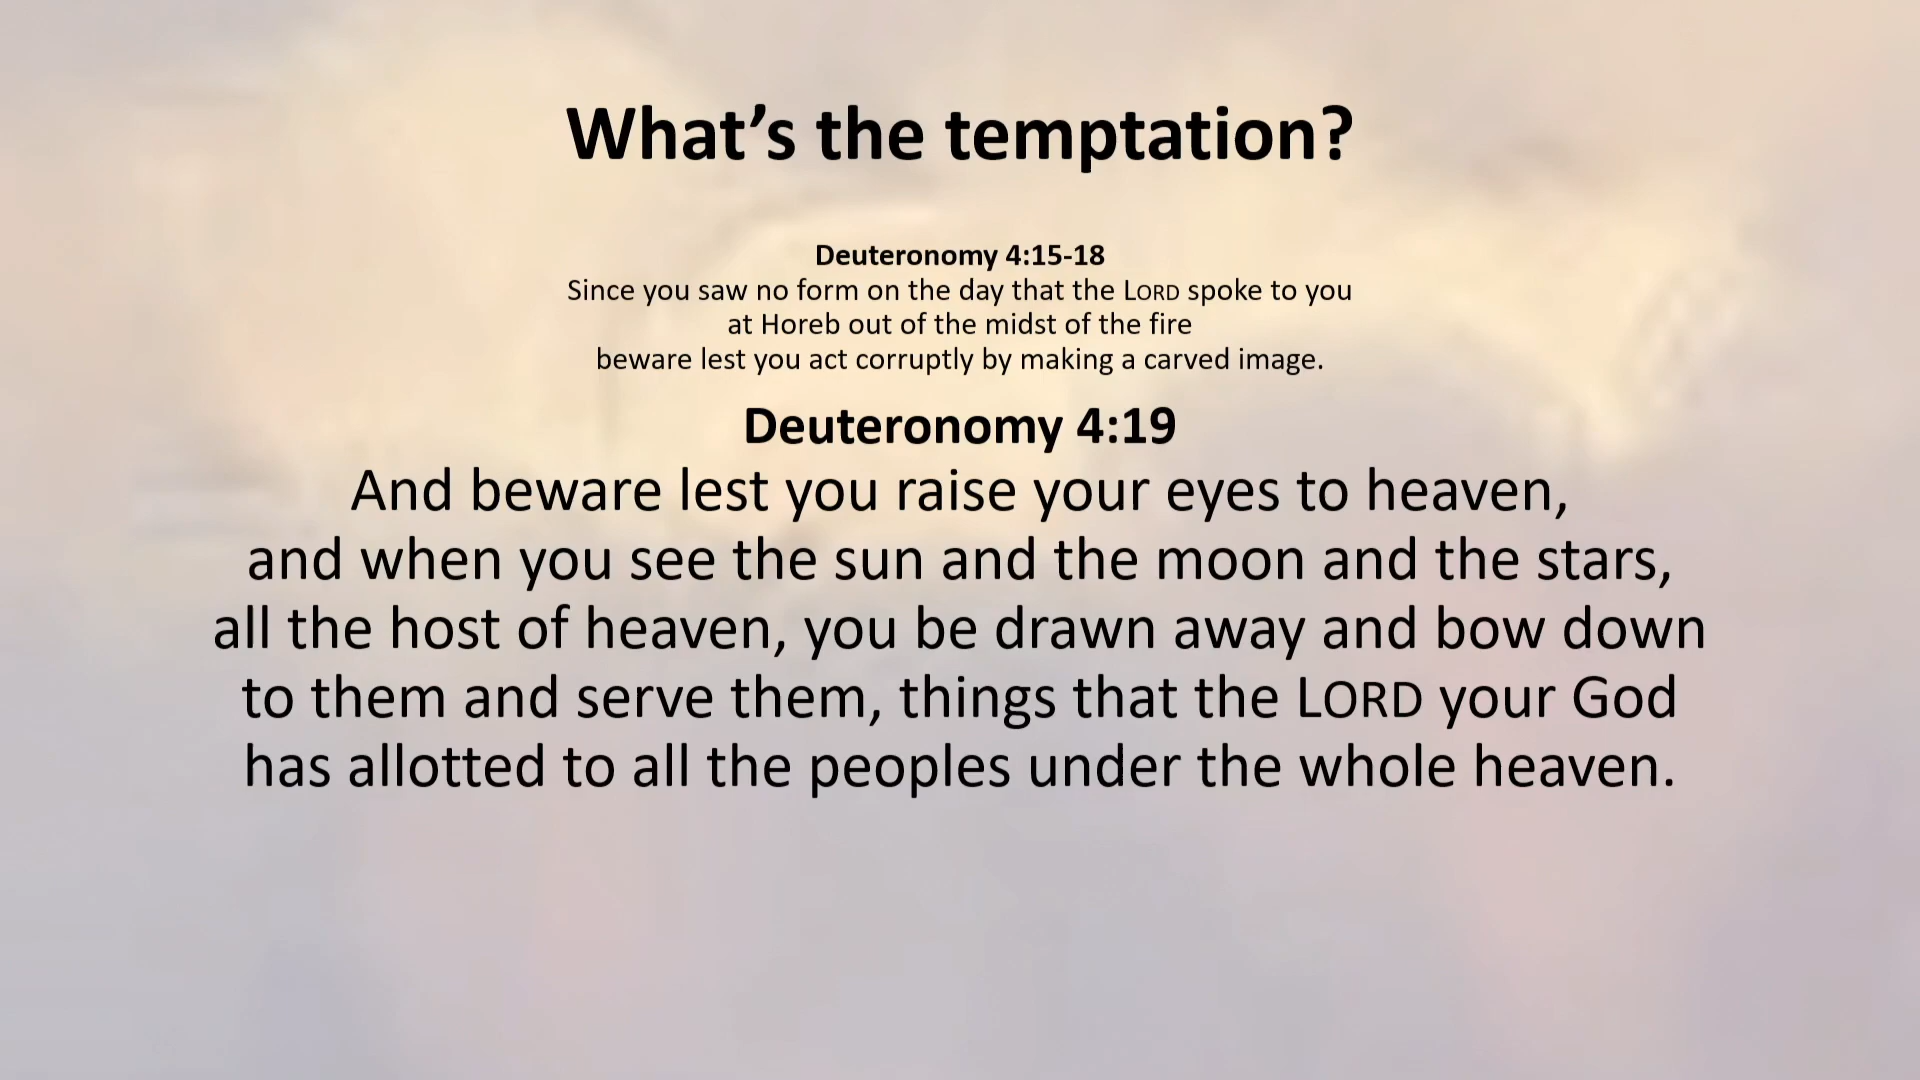 What’s the temptation?
Deuteronomy 4:15-18
Since you saw no form on the day that the LORD spoke to you
at Horeb out of the midst of the fire
beware lest you act corruptly by making a carved image.
Deuteronomy 4:19
And beware lest you raise your eyes to heaven,
and when you see the sun and the moon and the stars,
all the host of heaven, you be drawn away and bow down
to them and serve them, things that the LORD your God
has allotted to all the peoples under the whole heaven.